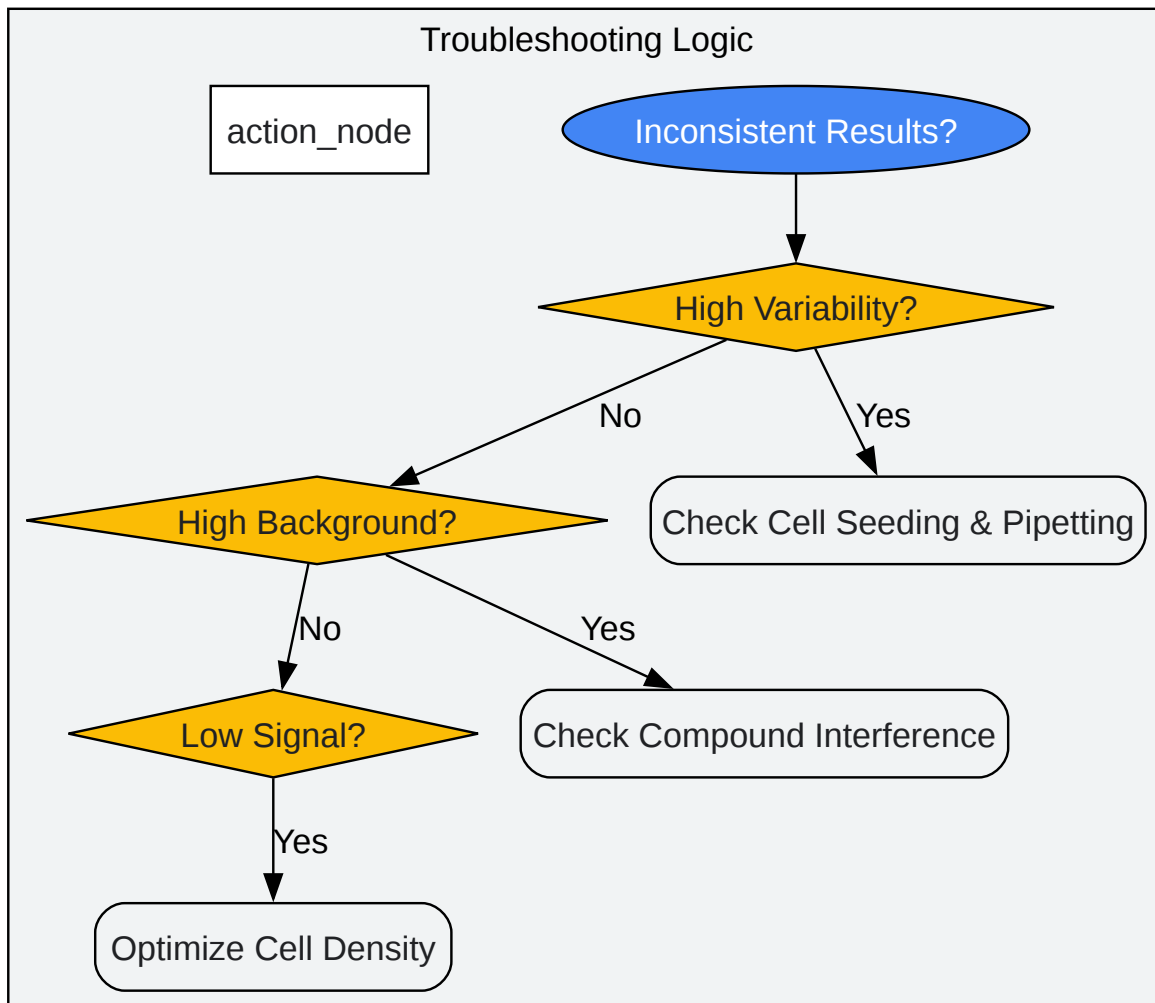 Troubleshooting Logic
action_node
Inconsistent Results?
High Variability?
No
Yes
High Background?
Check Cell Seeding & Pipetting
No
Yes
Low Signal?
Check Compound Interference
Yes
Optimize Cell Density